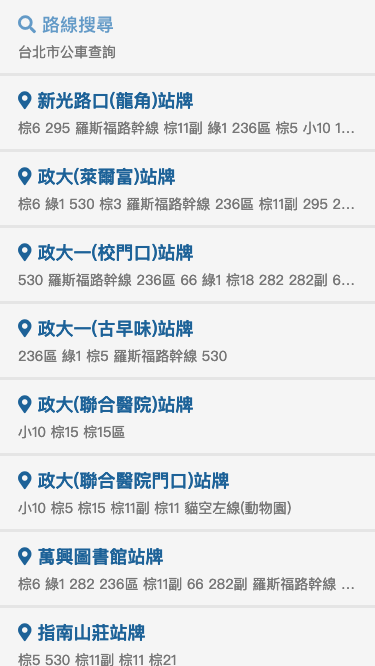 路線搜尋
台北市公車查詢
新光路口(龍角)站牌
棕6 295 羅斯福路幹線 棕11副 綠1 236區 棕5 小10 1...
政大(萊爾富)站牌
棕6 綠1 530 棕3 羅斯福路幹線 236區 棕11副 295 2...
政大一(校門口)站牌
530 羅斯福路幹線 236區 66 綠1 棕18 282 282副 6...
政大一(古早味)站牌
236區 綠1 棕5 羅斯福路幹線 530
政大(聯合醫院)站牌
小10 棕15 棕15區
政大(聯合醫院門口)站牌
小10 棕5 棕15 棕11副 棕11 貓空左線(動物園)
萬興圖書館站牌
棕6 綠1 282 236區 棕11副 66 282副 羅斯福路幹線 ...
指南山莊站牌
棕5 530 棕11副 棕11 棕21